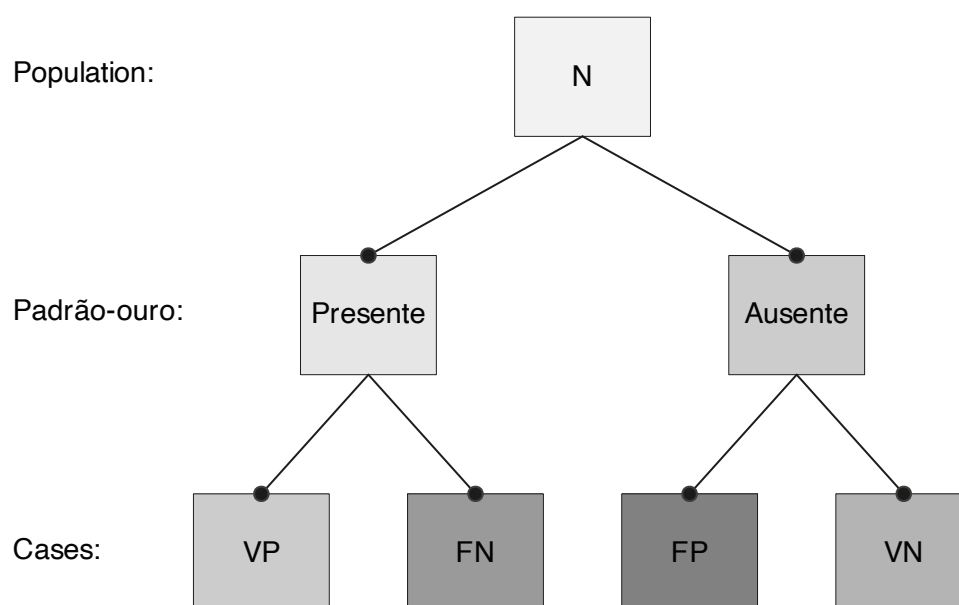 Population:
N
Padrão-ouro:
Presente
Ausente
Cases:
VP
FN
FP
VN